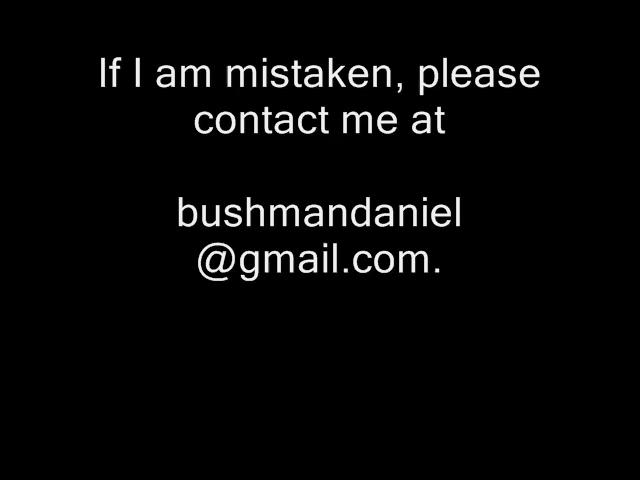 If I am mistaken, please
contact me at
bushmandaniel
@gmail.com.